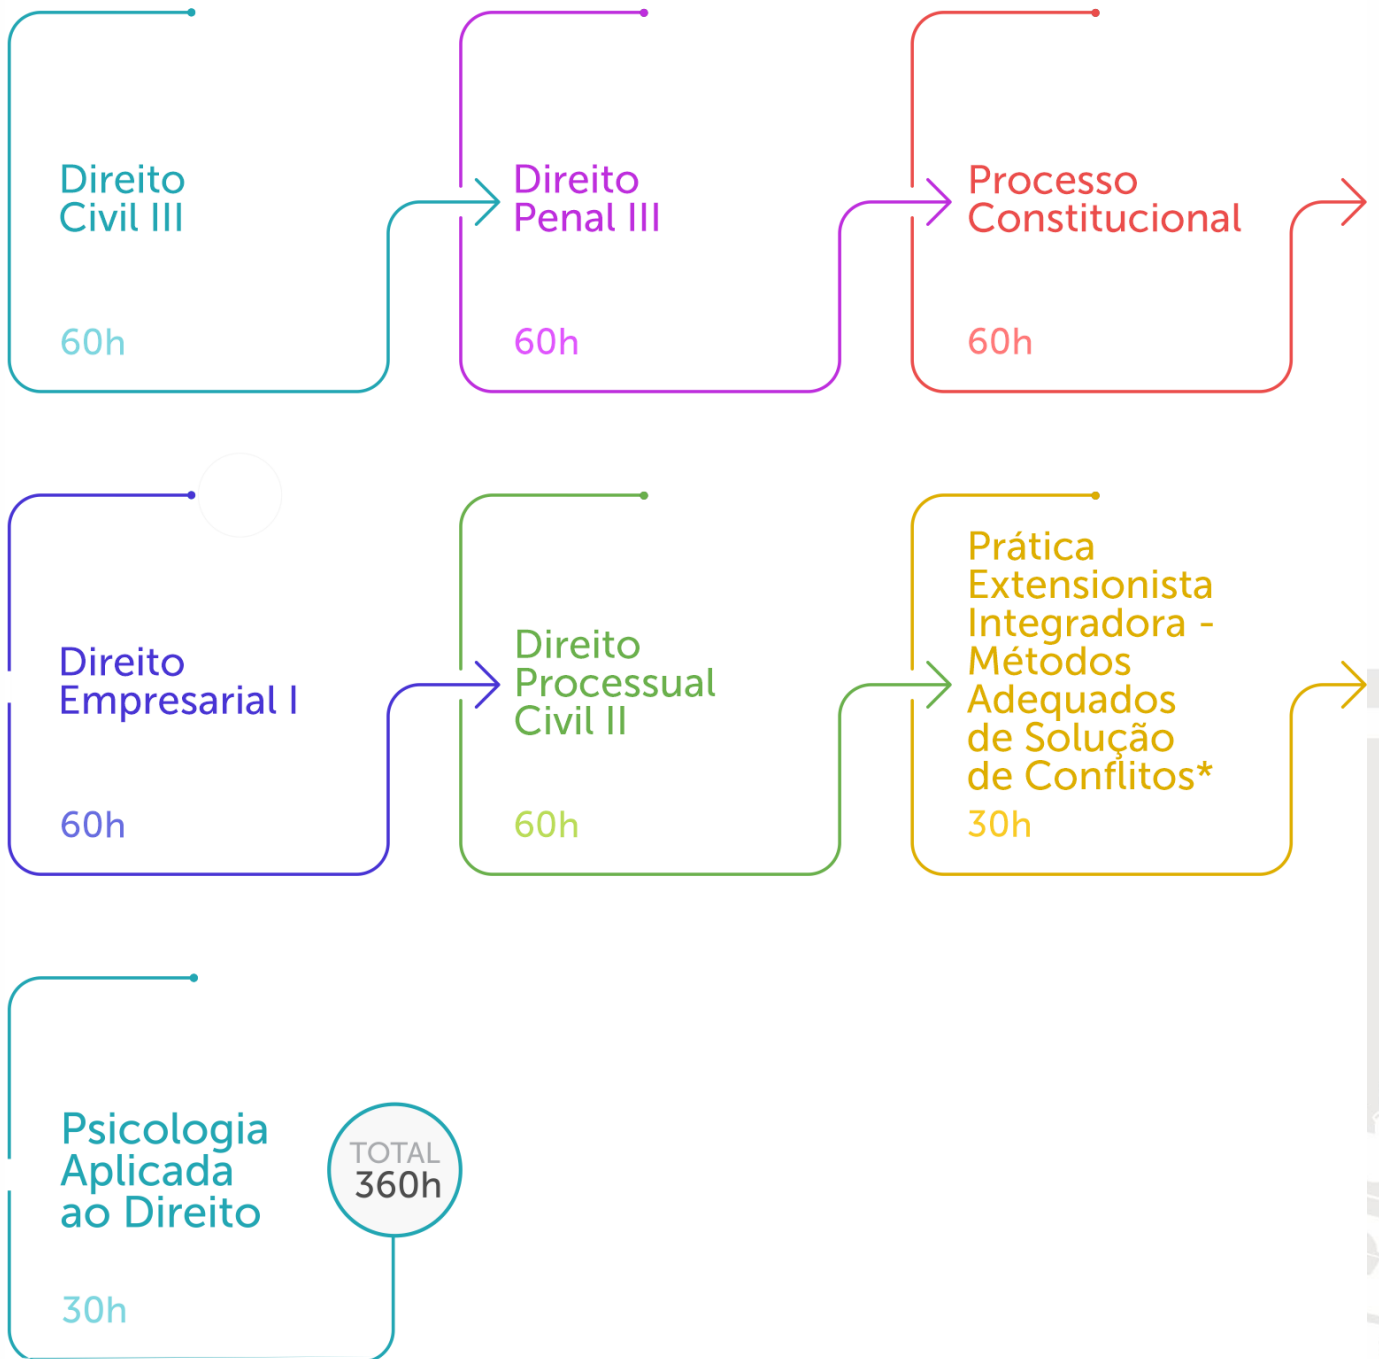 Direito
Civil III
60h
Direito
Penal III
60h
Processo
Constitucional
60h
Direito
Empresarial I
60h
Direito
Processual
Civil II
60h
Prática
Extensionista
Integradora -
Métodos
Adequados
de Solução
de Conflitos*
30h
Psicologia
Aplicada
ao Direito
30h
TOTAL
360h